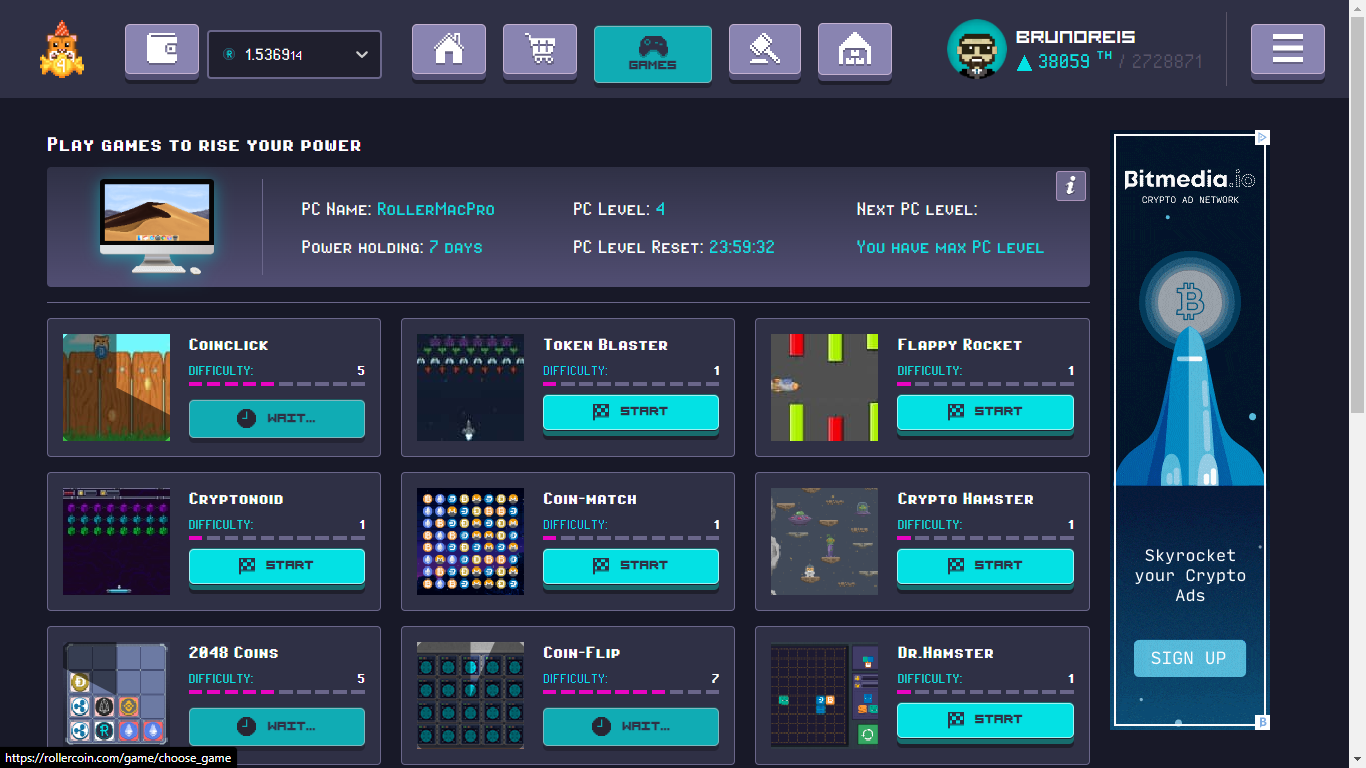 1.536914
GAMES
BRUNOREIS
38059 TH / 2728871
Play games to rise your power
PC Name: RollerMacPro
PC Level: 4
Next PC level:
Power holding: 7 days
PC Level Reset: 23:59:32
You have max PC level
i
Coinclick
DIFFICULTY: 5
WAIT...
Token Blaster
DIFFICULTY: 1
START
Flappy Rocket
DIFFICULTY: 1
START
Cryptonoid
DIFFICULTY: 1
START
Coin-match
DIFFICULTY: 1
START
Crypto Hamster
DIFFICULTY: 1
START
2048 Coins
DIFFICULTY: 5
WAIT...
Coin-Flip
DIFFICULTY: 7
WAIT...
Dr.Hamster
DIFFICULTY: 1
START
Bitmedia.io
CRYPTO AD NETWORK
Skyrocket
your Crypto
Ads
SIGN UP
https://rollercoin.com/game/choose_game